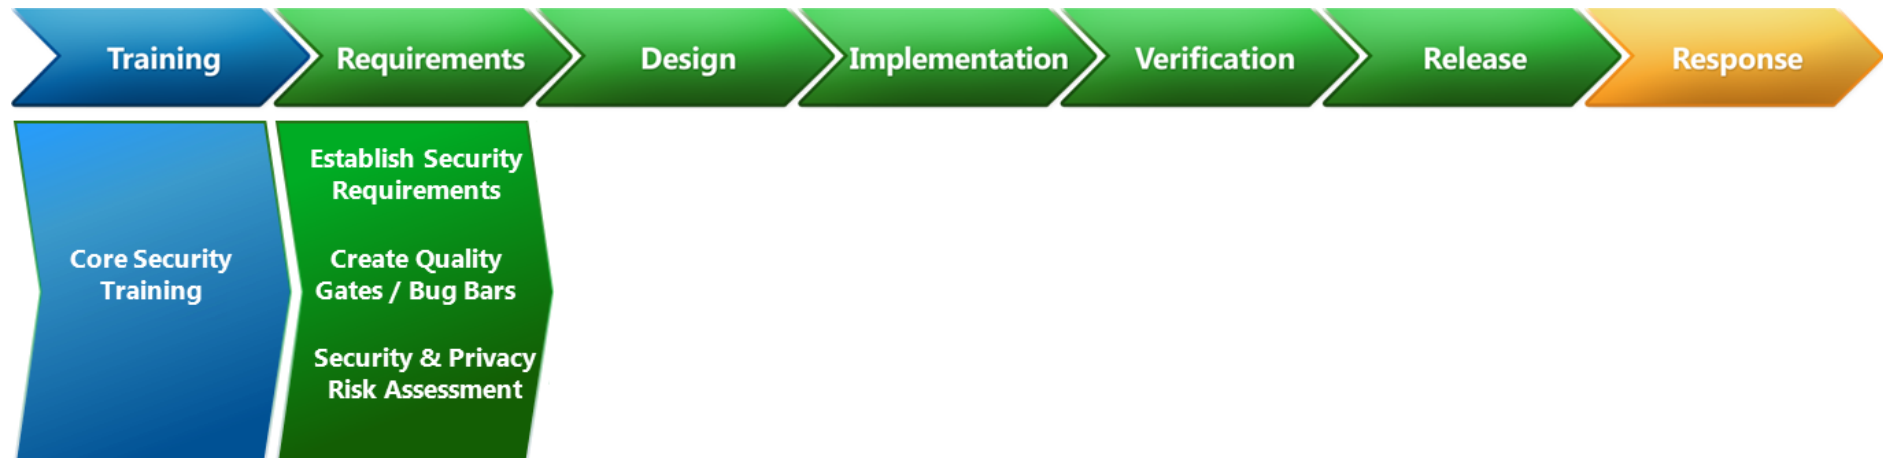 Training
Requirements
Design
Implementation
Verification
Release
Response
Core Security
Training
Establish Security
Requirements
Create Quality
Gates / Bug Bars
Security & Privacy
Risk Assessment